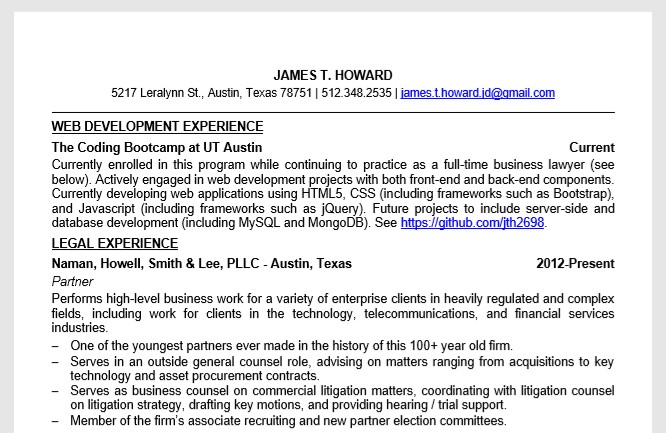 JAMES T. HOWARD
5217 Leralynn St., Austin, Texas 78751 | 512.348.2535 | james.t.howard.jd@gmail.com
WEB DEVELOPMENT EXPERIENCE
The Coding Bootcamp at UT Austin Current
Currently enrolled in this program while continuing to practice as a full-time business lawyer (see
below). Actively engaged in web development projects with both front-end and back-end components.
Currently developing web applications using HTML5, CSS (including frameworks such as Bootstrap),
and Javascript (including frameworks such as jQuery). Future projects to include server-side and
database development (including MySQL and MongoDB). See https://github.com/jth2698.
LEGAL EXPERIENCE
Naman, Howell, Smith & Lee, PLLC - Austin, Texas 2012-Present
Partner
Performs high-level business work for a variety of enterprise clients in heavily regulated and complex
fields, including work for clients in the technology, telecommunications, and financial services
industries.
– One of the youngest partners ever made in the history of this 100+ year old firm.
– Serves in an outside general counsel role, advising on matters ranging from acquisitions to key
technology and asset procurement contracts.
– Serves as business counsel on commercial litigation matters, coordinating with litigation counsel
on litigation strategy, drafting key motions, and providing hearing / trial support.
– Member of the firm's associate recruiting and new partner election committees.